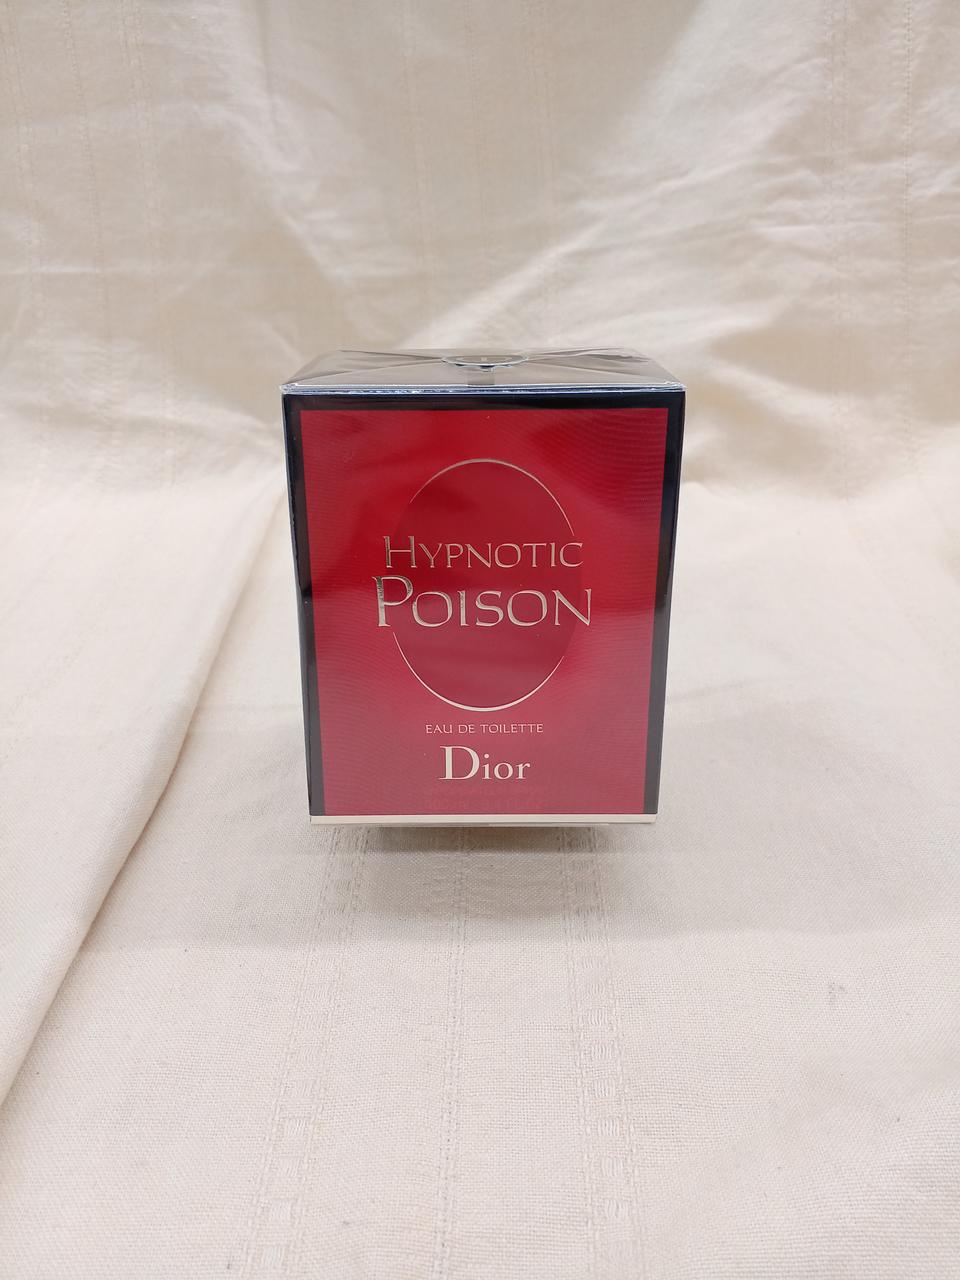 HYPNOTIC
POISON
EAU DE TOILETTE
Dior